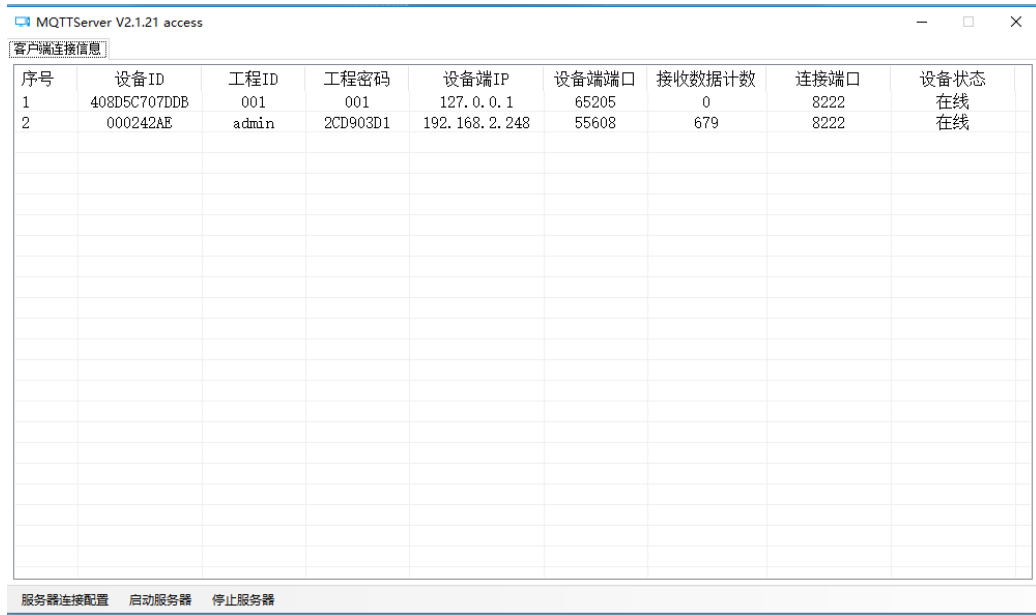 MQTTServer V2.1.21 access
客户端连接信息
序号 设备ID 工程ID 工程密码 设备端IP 设备端端口 接收数据计数 连接端口 设备状态
1 408D5C707DDB 001 001 127.0.0.1 65205 0 8222 在线
2 000242AE admin 2CD903D1 192.168.2.248 55608 679 8222 在线
服务器连接配置 启动服务器 停止服务器